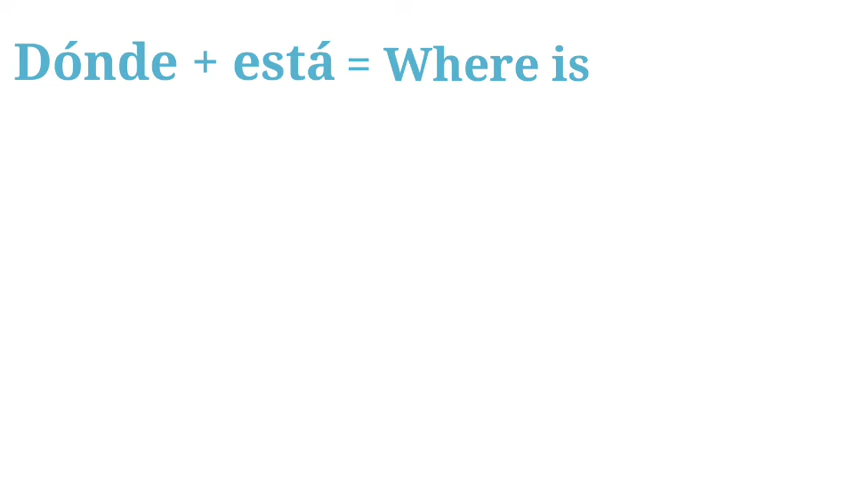 Dónde + está = Where is